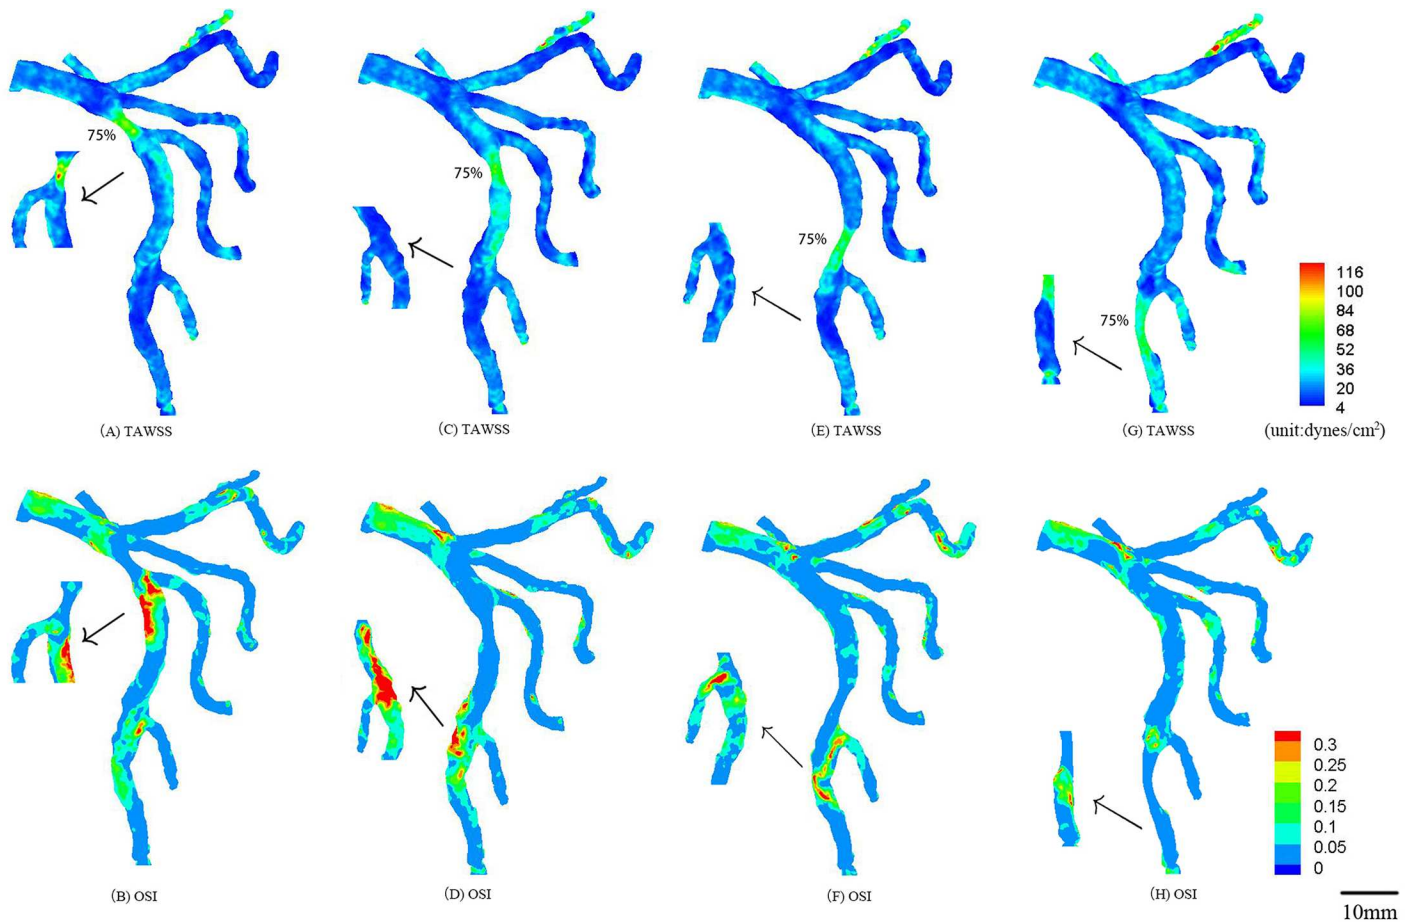 75%
75%
75%
75%
116
100
84
68
52
36
20
4
(A) TAWSS
(C) TAWSS
(E) TAWSS
(G) TAWSS
(unit:dynes/cm²)
0.3
0.25
0.2
0.15
0.1
0.05
0
(B) OSI
(D) OSI
(F) OSI
(H) OSI
10mm